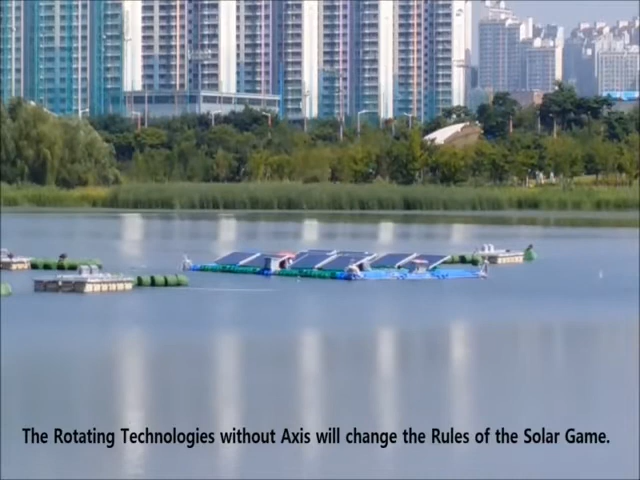 The Rotating Technologies without Axis will change the Rules of the Solar Game.